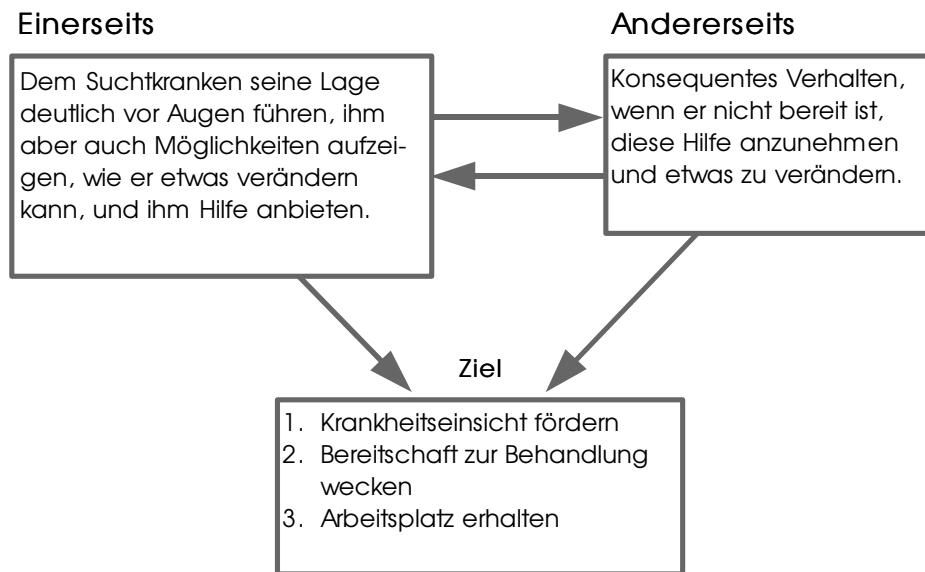 Einerseits
Dem Suchtkranken seine Lage
deutlich vor Augen führen, ihm
aber auch Möglichkeiten aufzei-
gen, wie er etwas verändern
kann, und ihm Hilfe anbieten.
Andererseits
Konsequentes Verhalten,
wenn er nicht bereit ist,
diese Hilfe anzunehmen
und etwas zu verändern.
Ziel
1. Krankheitseinsicht fördern
2. Bereitschaft zur Behandlung
wecken
3. Arbeitsplatz erhalten